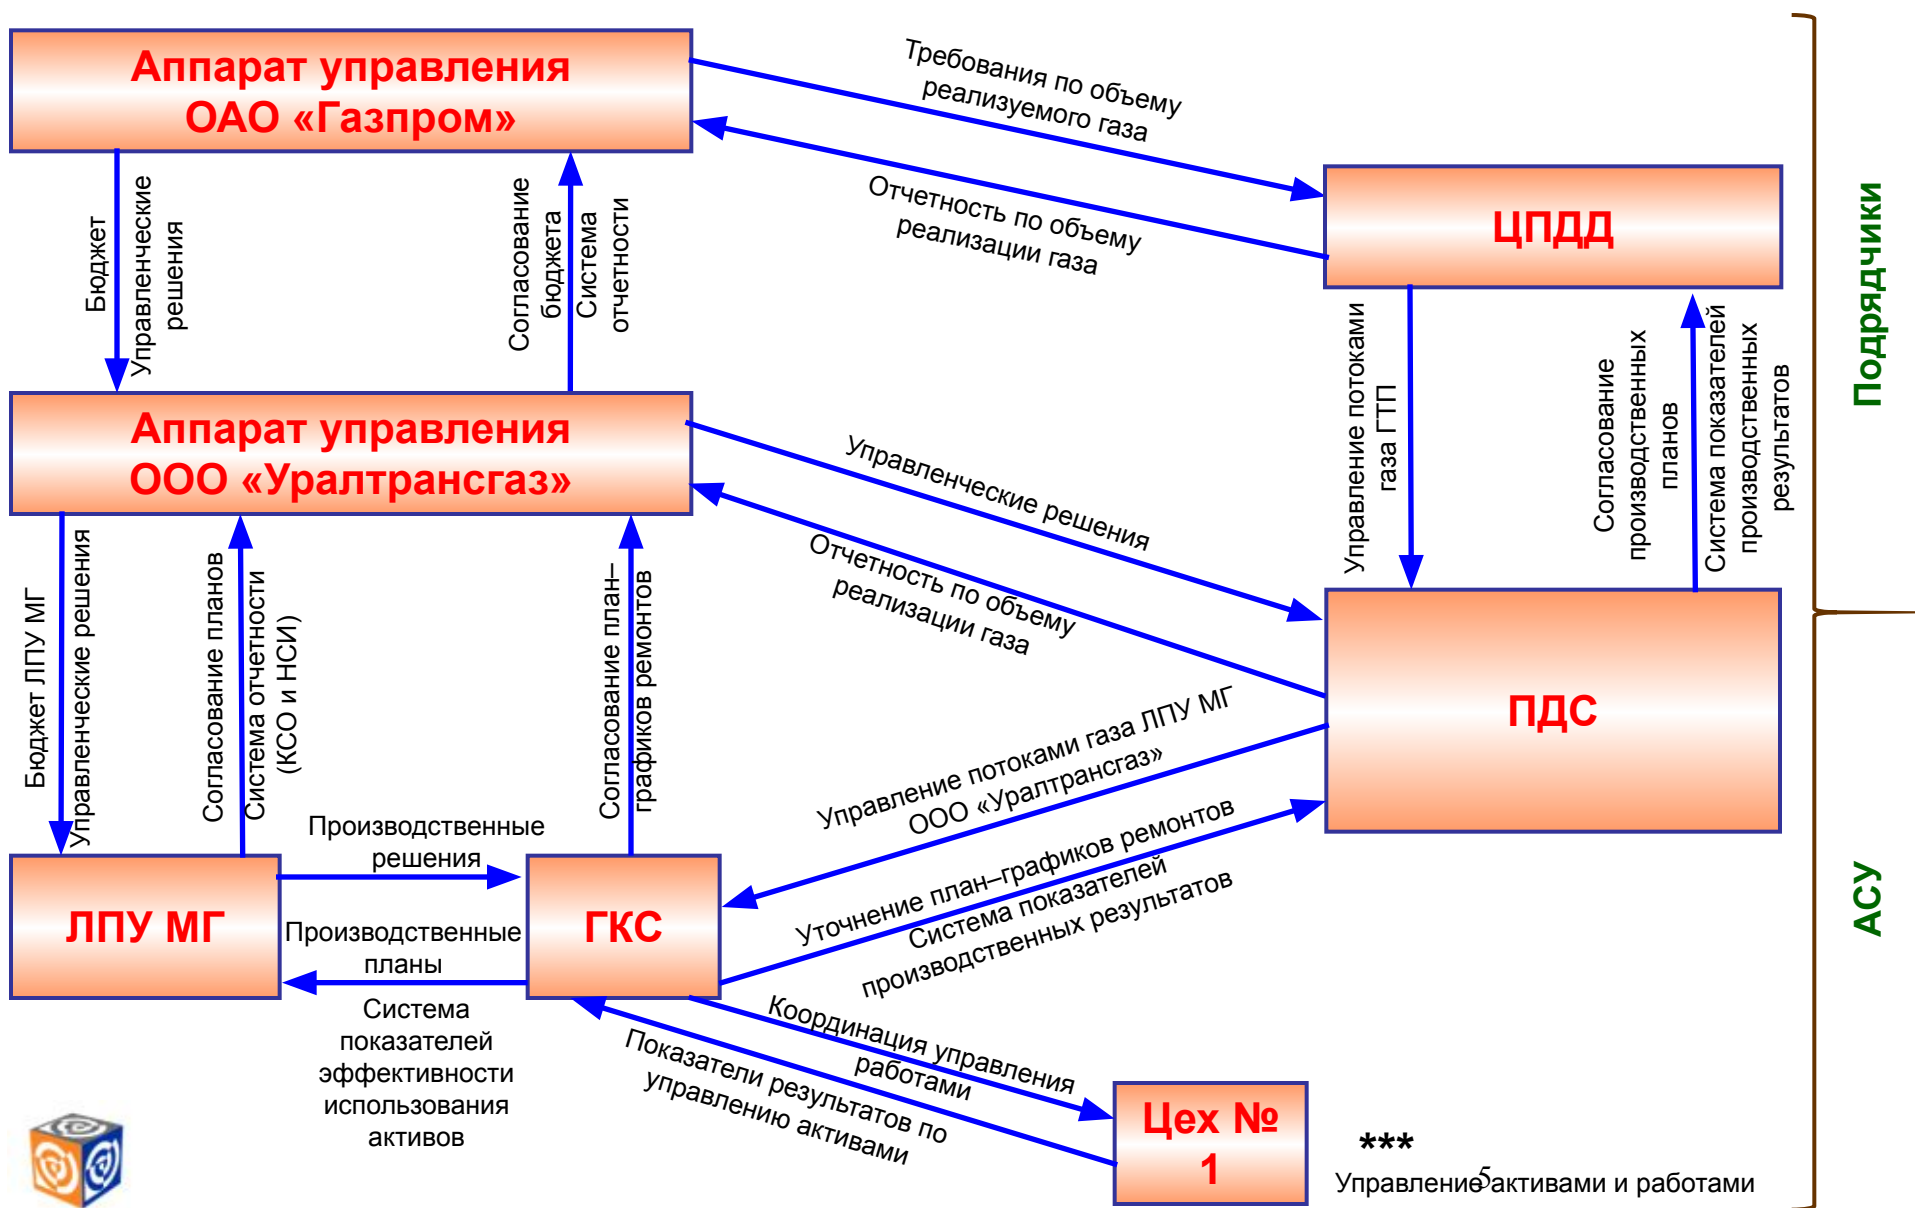 Аппарат управления
ОАО «Газпром»
Требования по объему
реализуемого газа
Отчетность по объему
реализации газа
ЦПДД
Подрядчики
Бюджет
Управленческие
решения
Согласование
бюджета
Система
отчетности
Управление потоками
газа ГТП
Согласование
производственных
планов
Система показателей
производственных
результатов
Аппарат управления
ООО «Уралтрансгаз»
Управленческие решения
Отчетность по объему
реализации газа
ПДС
Бюджет ЛПУ МГ
Управленческие решения
Согласование планов
Система отчетности
(КСО и НСИ)
Согласование план–
графиков ремонтов
Управление потоками газа ЛПУ МГ
ООО «Уралтрансгаз»
Уточнение план–графиков ремонтов
Система показателей
производственных результатов
АСУ
Производственные
решения
ЛПУ МГ
ГКС
Производственные
планы
Система
показателей
эффективности
использования
активов
Координация управления
работами
Показатели результатов по
управлению активами
Цех №
1
***
Управление активами и работами
5